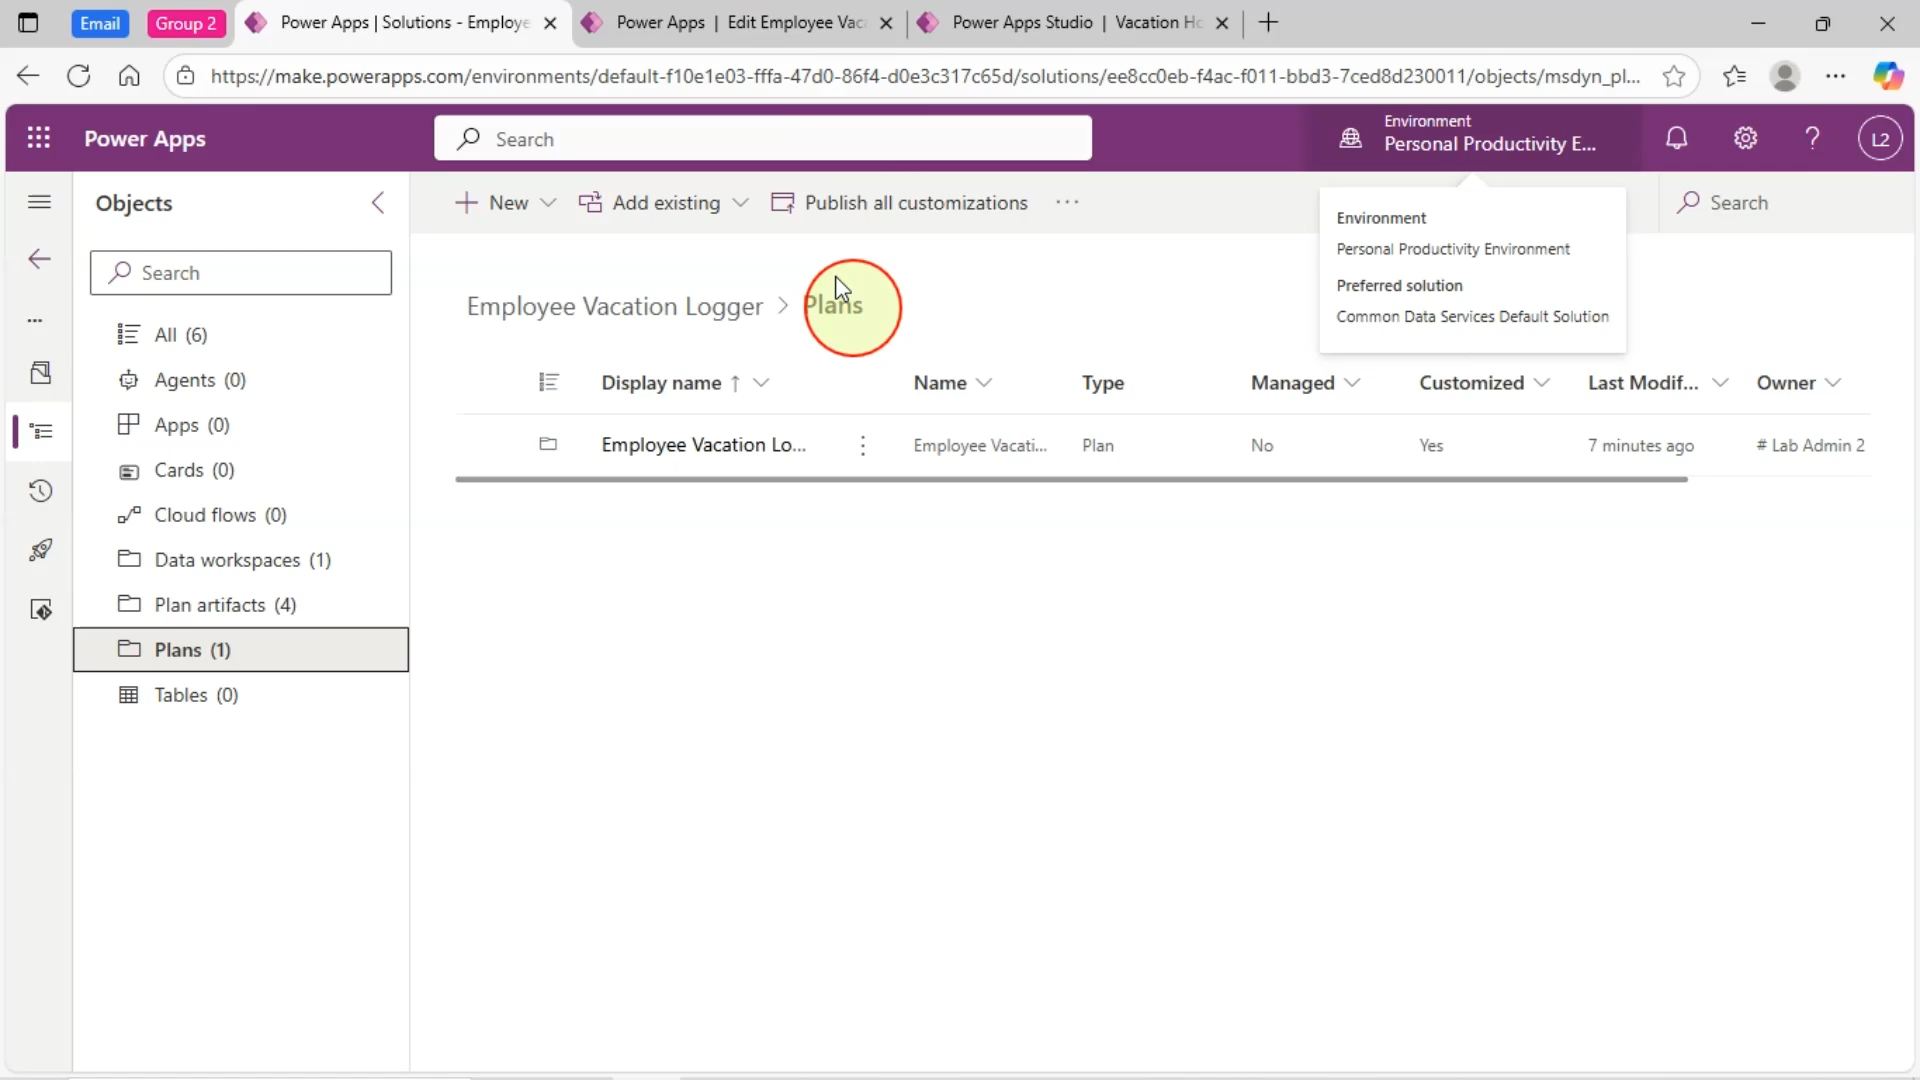 Email
Group 2
Power Apps | Solutions - Employe
Power Apps | Edit Employee Vac
Power Apps Studio | Vacation Ho
https://make.powerapps.com/environments/default-f10e1e03-fffa-47d0-86f4-d0e3c317c65d/solutions/ee8cc0eb-f4ac-f011-bbd3-7ced8d230011/objects/msdyn_pl...
Power Apps
Search
Environment
Personal Productivity E...
L2
Objects
New
Add existing
Publish all customizations
Search
Environment
Personal Productivity Environment
Preferred solution
Common Data Services Default Solution
Search
Employee Vacation Logger > Plans
All (6)
Agents (0)
Apps (0)
Cards (0)
Cloud flows (0)
Data workspaces (1)
Plan artifacts (4)
Plans (1)
Tables (0)
Display name ↑ Name Type Managed Customized Last Modif... Owner
Employee Vacation Lo... Employee Vacati... Plan No Yes 7 minutes ago # Lab Admin 2